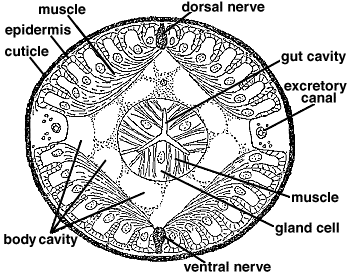 muscle
epidermis
cuticle
dorsal nerve
gut cavity
excretory
canal
muscle
gland cell
body cavity
ventral nerve